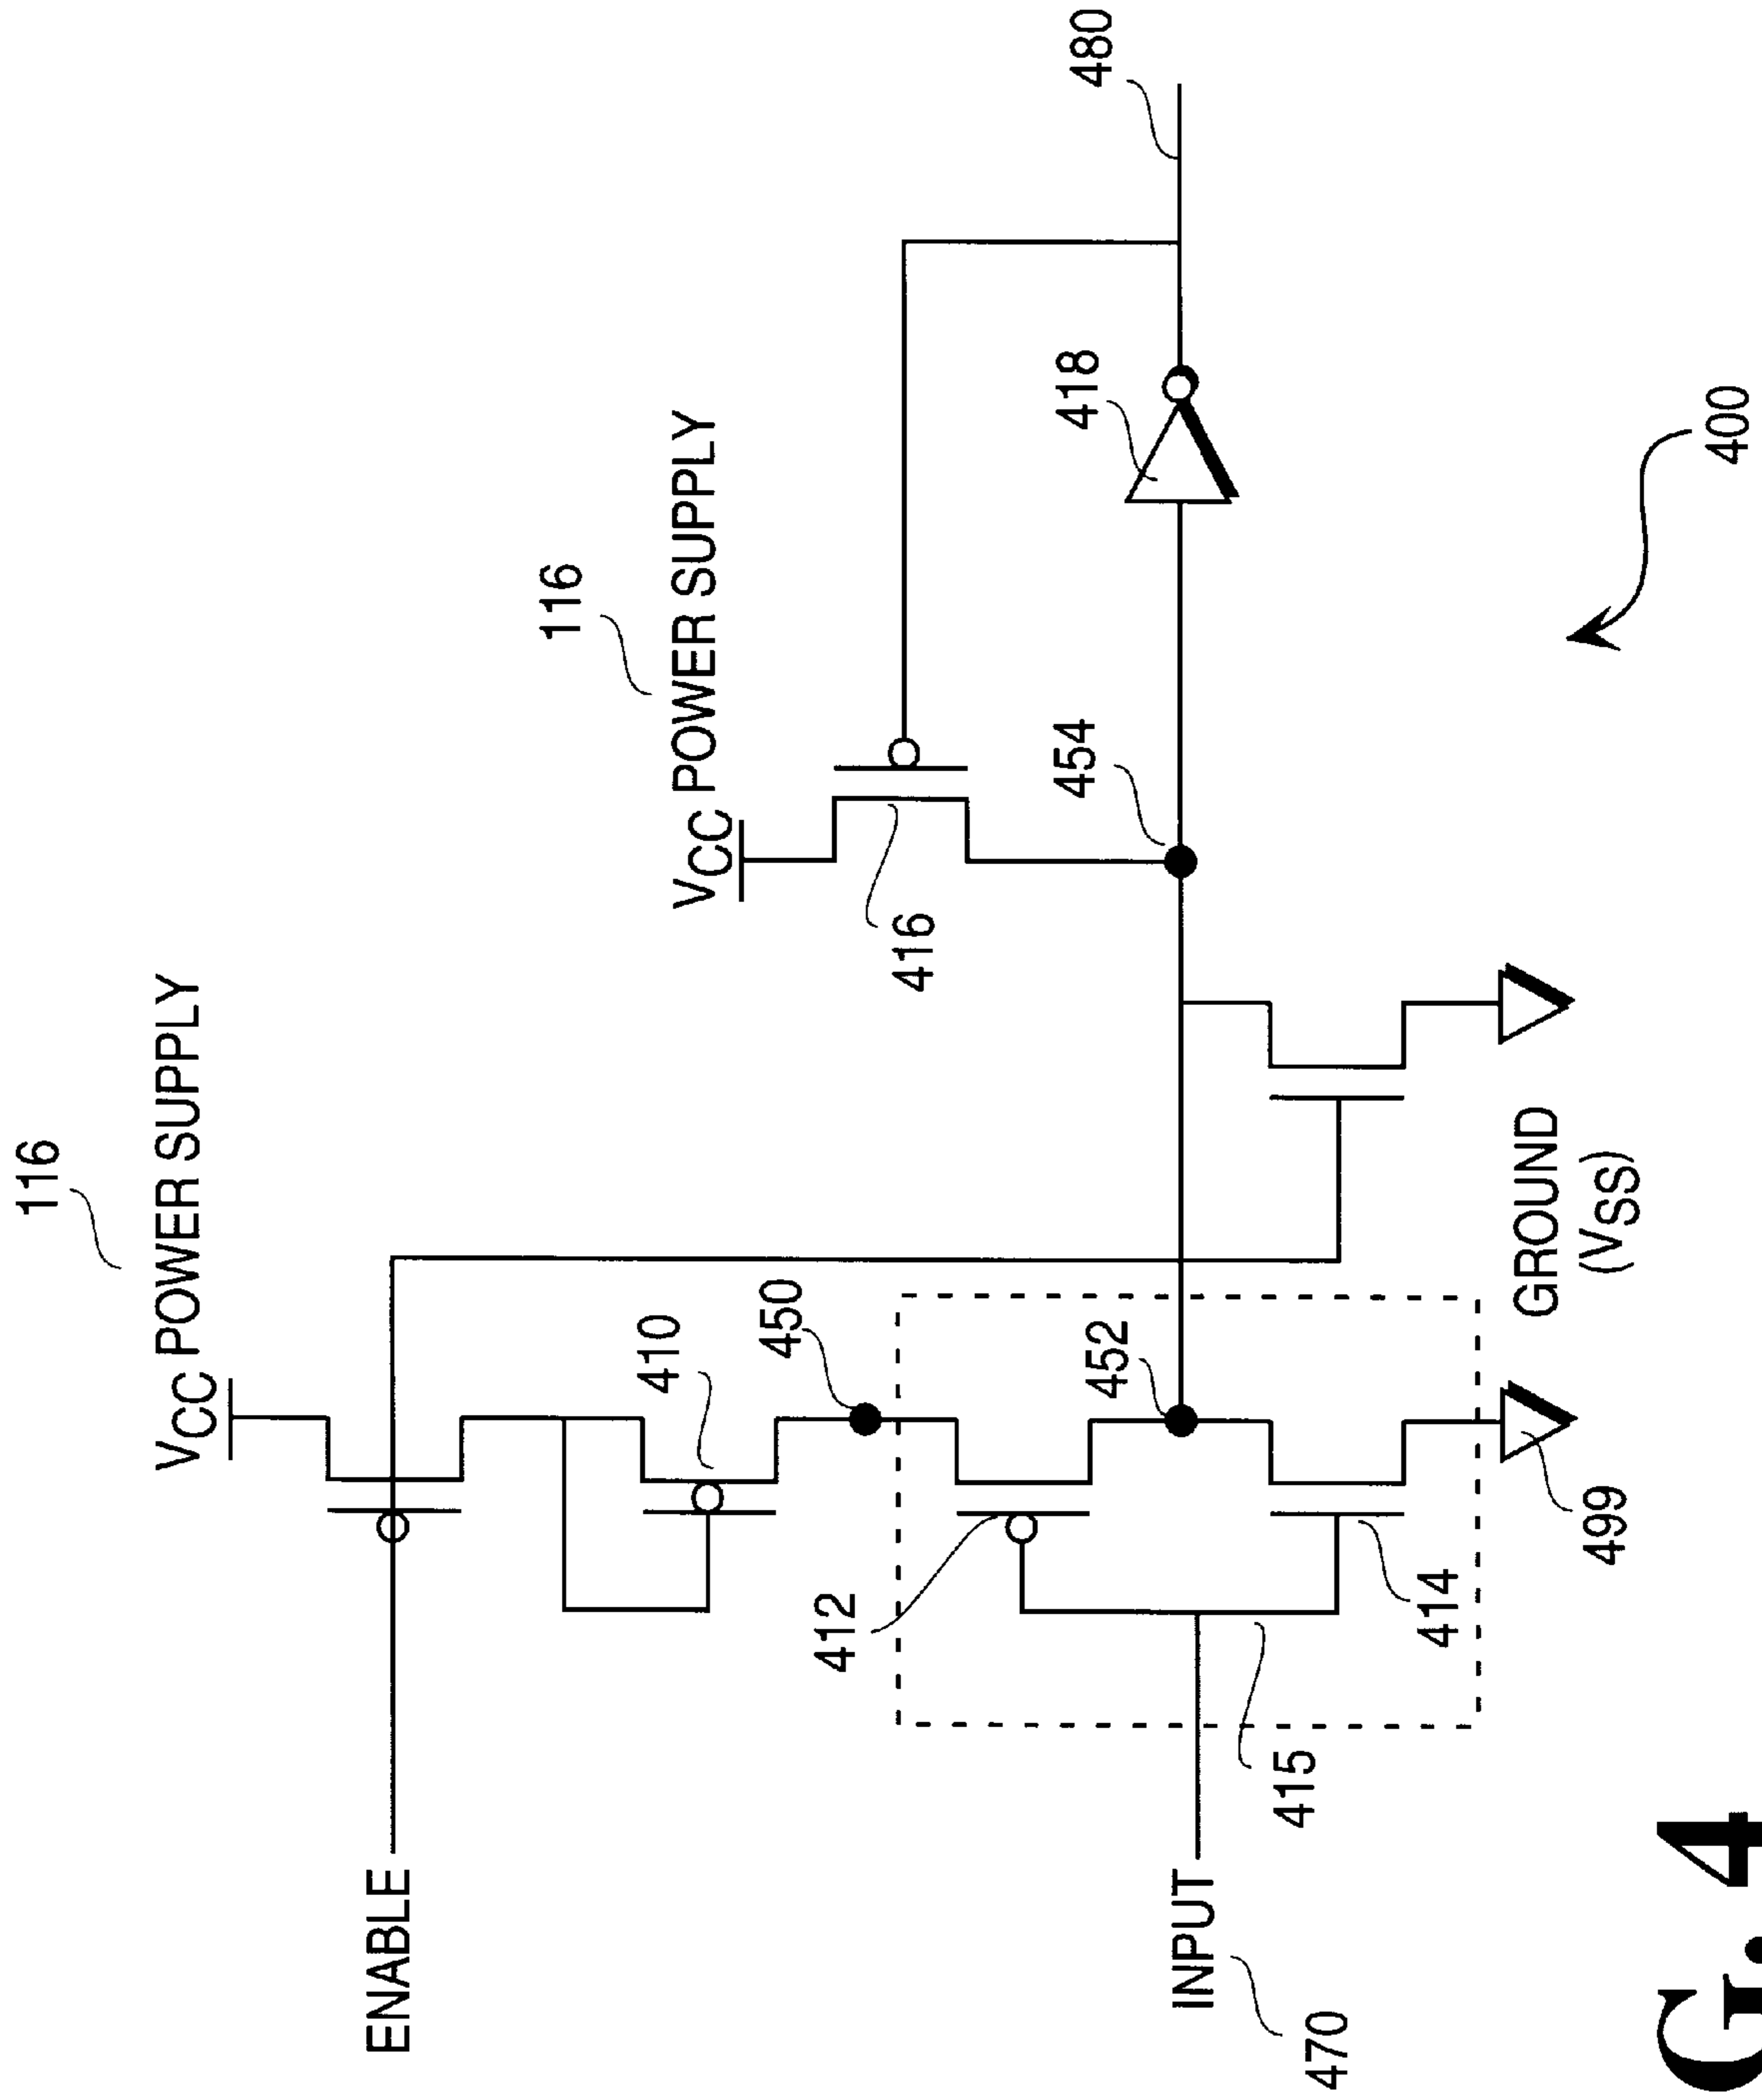 116
VCC POWER SUPPLY
116
VCC POWER SUPPLY
ENABLE
410
450
416
412
452
454
418
480
INPUT
470
415
414
499
GROUND
(VSS)
400
G. 4